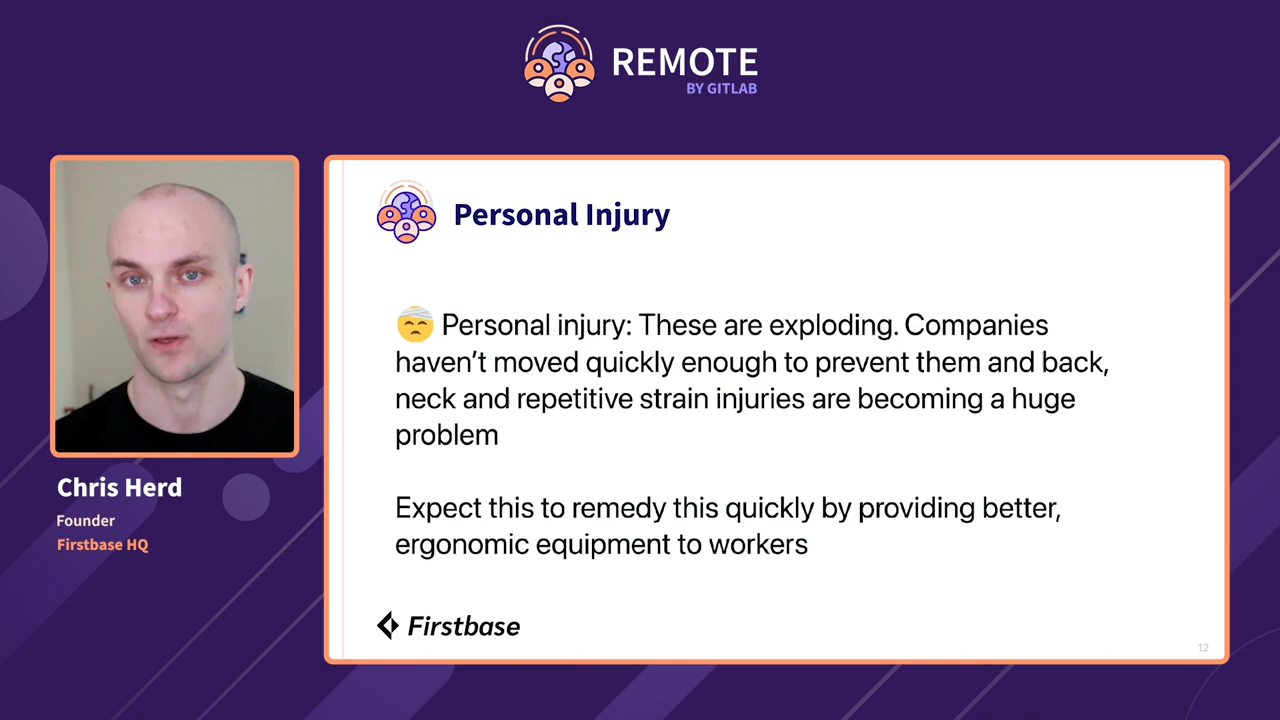 REMOTE
BY GITLAB
Personal Injury
🤕 Personal injury: These are exploding. Companies
haven’t moved quickly enough to prevent them and back,
neck and repetitive strain injuries are becoming a huge
problem
Expect this to remedy this quickly by providing better,
ergonomic equipment to workers
Firstbase
12
Chris Herd
Founder
Firstbase HQ